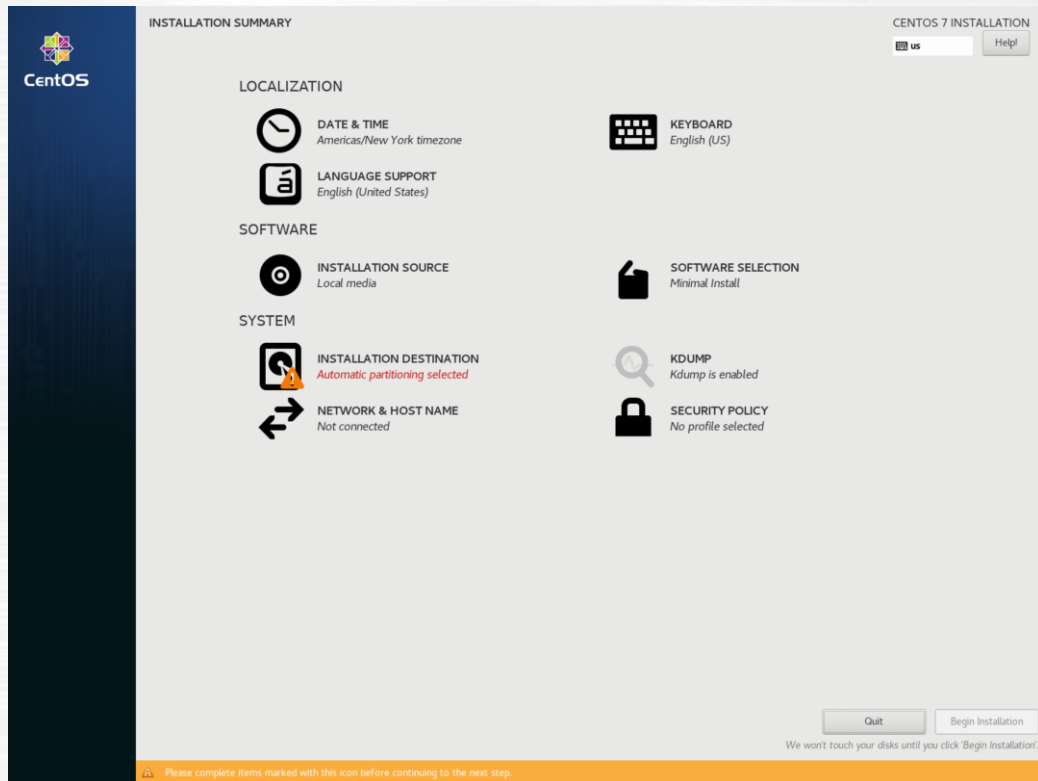 INSTALLATION SUMMARY
CENTOS 7 INSTALLATION
us
Help!
CentOS
LOCALIZATION
DATE & TIME
Americas/New York timezone
KEYBOARD
English (US)
LANGUAGE SUPPORT
English (United States)
SOFTWARE
INSTALLATION SOURCE
Local media
SOFTWARE SELECTION
Minimal Install
SYSTEM
INSTALLATION DESTINATION
Automatic partitioning selected
KDUMP
Kdump is enabled
NETWORK & HOST NAME
Not connected
SECURITY POLICY
No profile selected
Quit
Begin Installation
We won't touch your disks until you click 'Begin Installation'.
Please complete items marked with this icon before continuing to the next step.